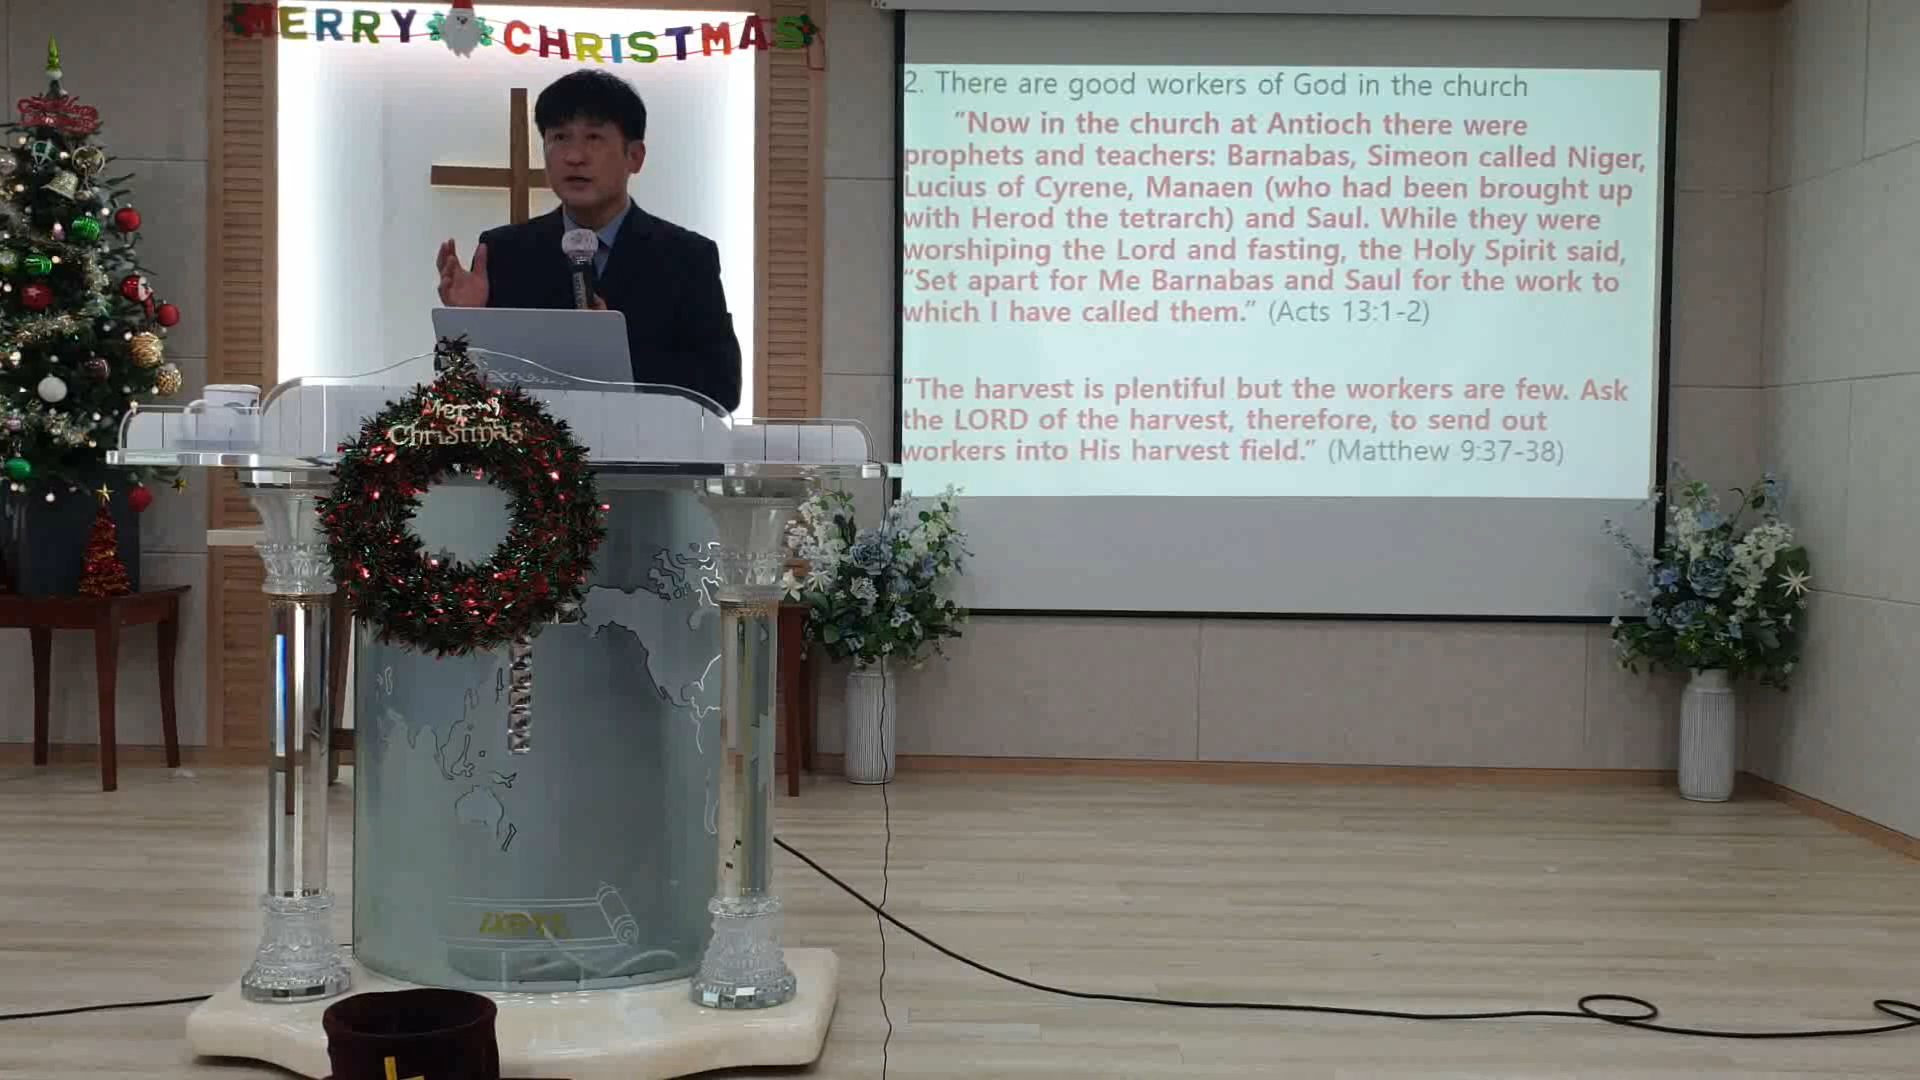 MERRY CHRISTMAS
2. There are good workers of God in the church
“Now in the church at Antioch there were
prophets and teachers: Barnabas, Simeon called Niger,
Lucius of Cyrene, Manaen (who had been brought up
with Herod the tetrarch) and Saul. While they were
worshiping the Lord and fasting, the Holy Spirit said,
“Set apart for Me Barnabas and Saul for the work to
which I have called them.” (Acts 13:1-2)
“The harvest is plentiful but the workers are few. Ask
the LORD of the harvest, therefore, to send out
workers into His harvest field.” (Matthew 9:37-38)
Merry
Christmas